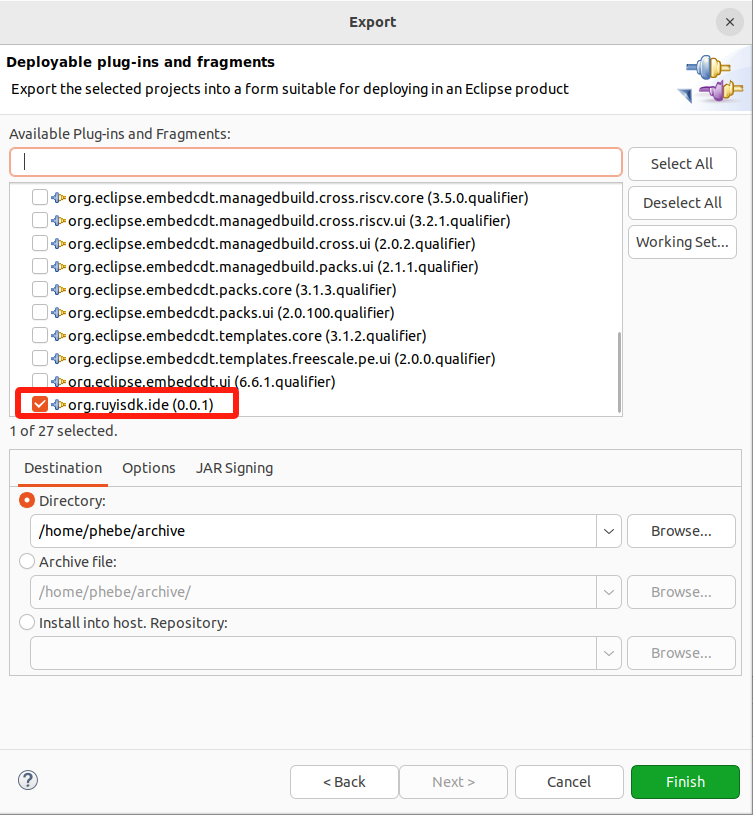 Export
Deployable plug-ins and fragments
Export the selected projects into a form suitable for deploying in an Eclipse product
Available Plug-ins and Fragments:
Select All
org.eclipse.embedcdt.managedbuild.cross.riscv.core (3.5.0.qualifier)
Deselect All
org.eclipse.embedcdt.managedbuild.cross.riscv.ui (3.2.1.qualifier)
org.eclipse.embedcdt.managedbuild.cross.ui (2.0.2.qualifier)
Working Set...
org.eclipse.embedcdt.managedbuild.packs.ui (2.1.1.qualifier)
org.eclipse.embedcdt.packs.core (3.1.3.qualifier)
org.eclipse.embedcdt.packs.ui (2.0.100.qualifier)
org.eclipse.embedcdt.templates.core (3.1.2.qualifier)
org.eclipse.embedcdt.templates.freescale.pe.ui (2.0.0.qualifier)
org.eclipse.embedcdt.ui (6.6.1.qualifier)
org.ruyisdk.ide (0.0.1)
1 of 27 selected.
Destination Options JAR Signing
Directory:
/home/phebe/archive Browse...
Archive file:
/home/phebe/archive/ Browse...
Install into host. Repository:
Browse...
? < Back Next > Cancel Finish